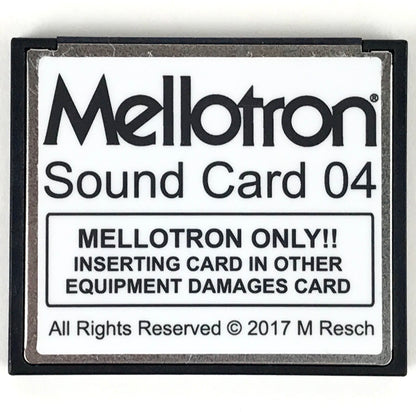 Mellotron®
Sound Card 04
MELLOTRON ONLY!!
INSERTING CARD IN OTHER
EQUIPMENT DAMAGES CARD
All Rights Reserved © 2017 M Resch